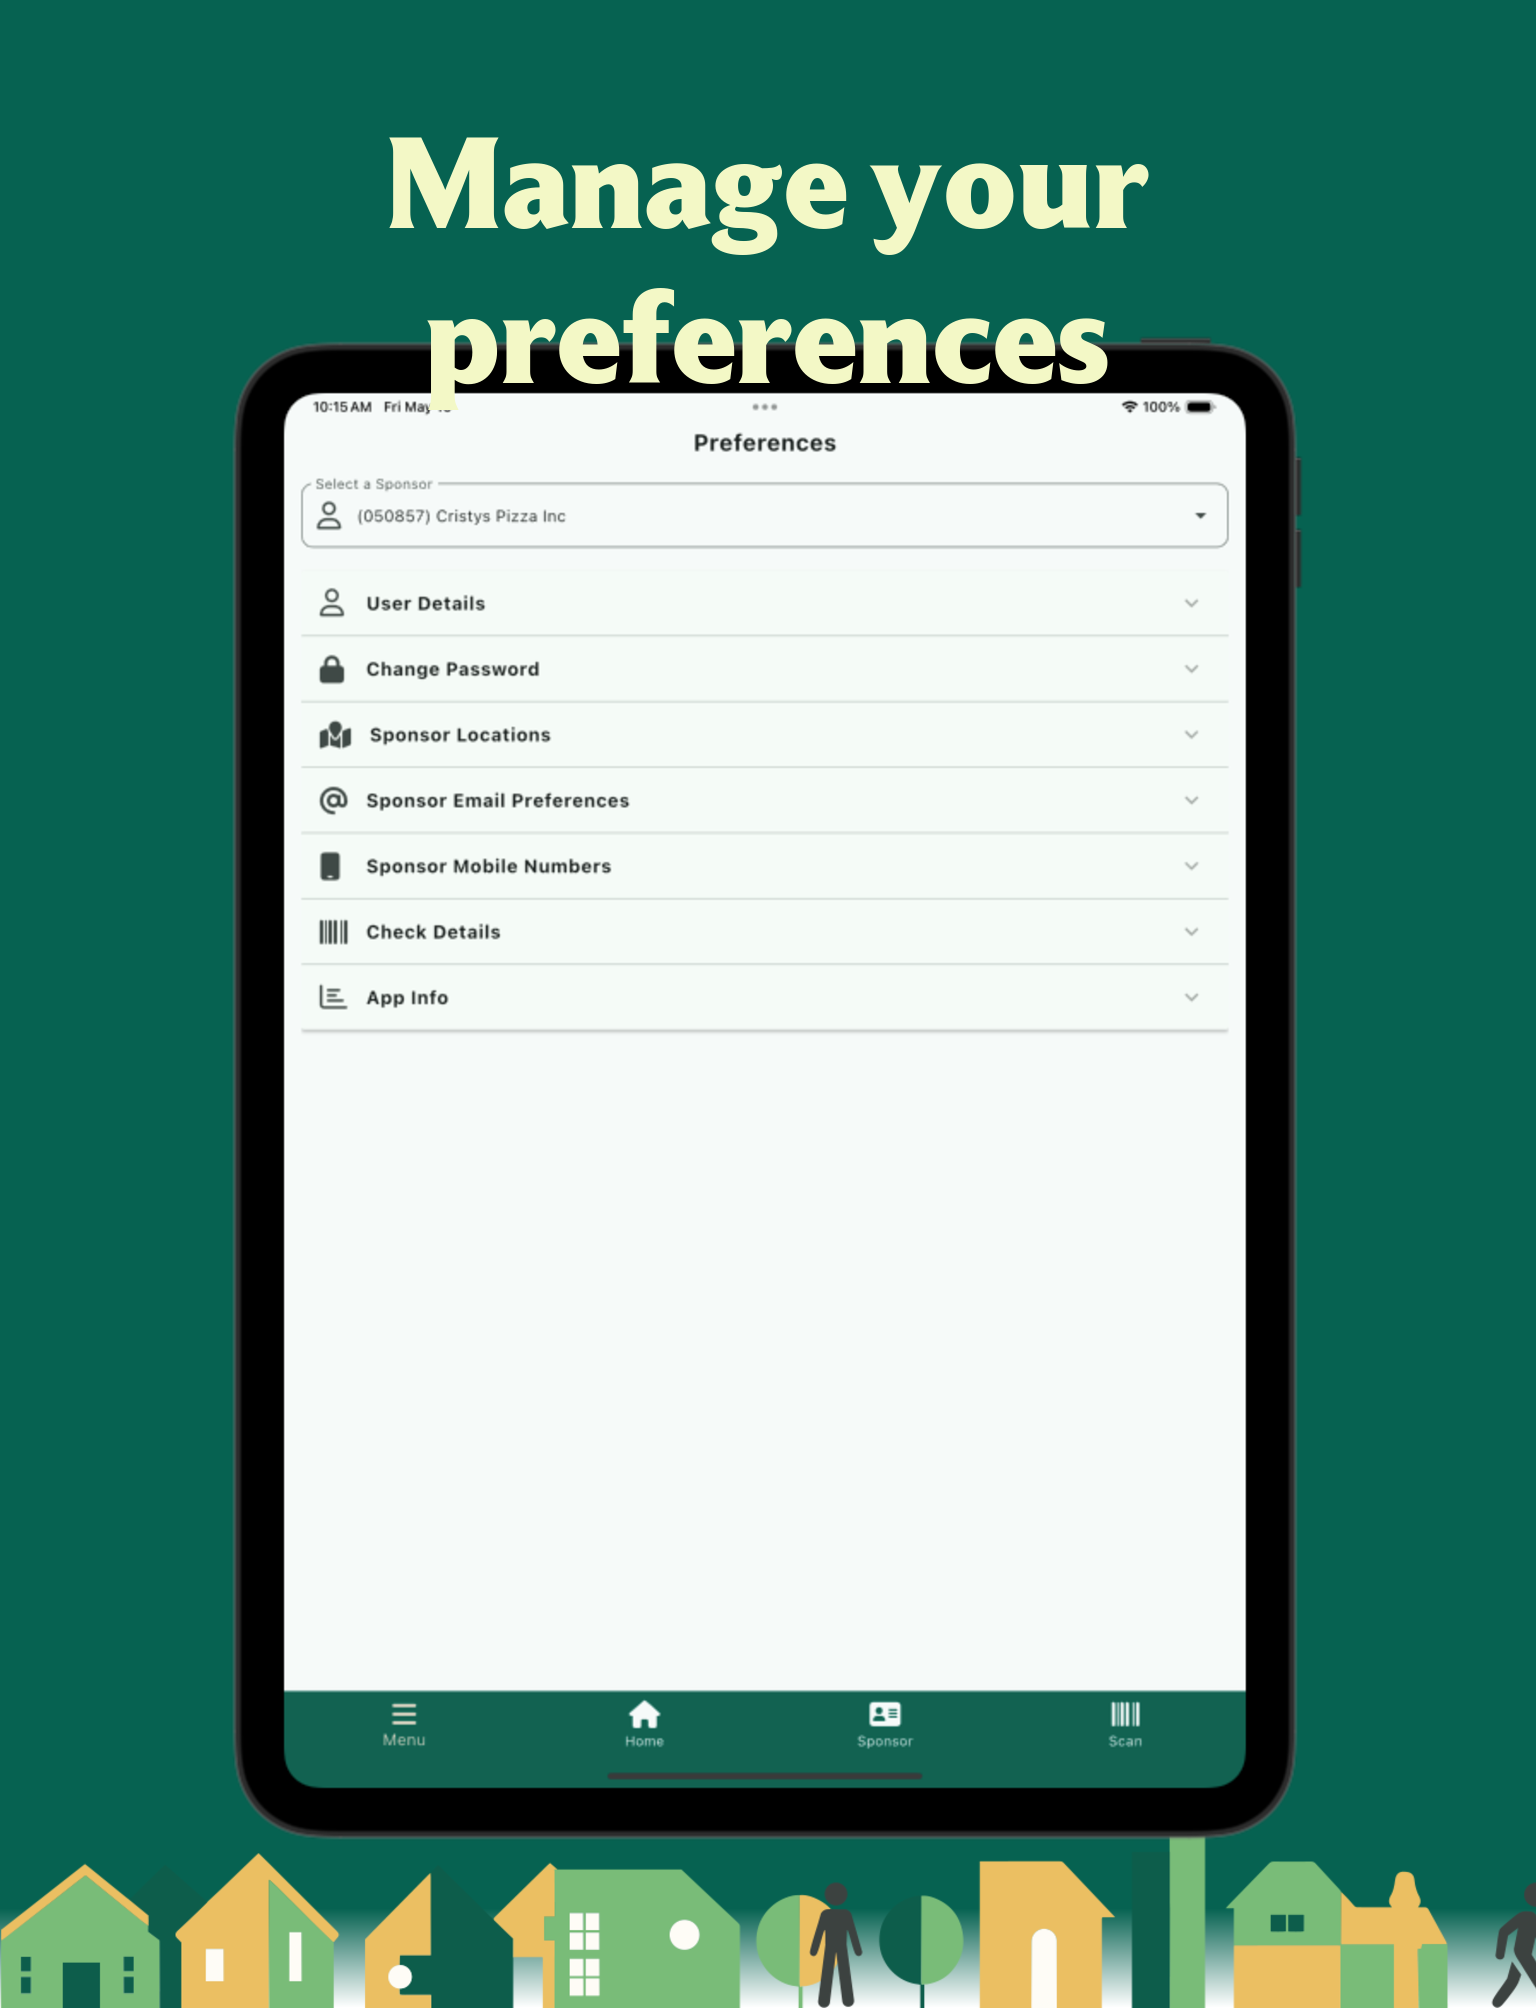 Manage your
preferences
10:15 AM Fri May
100%
Preferences
Select a Sponsor
(050857) Cristys Pizza Inc
User Details
Change Password
Sponsor Locations
Sponsor Email Preferences
Sponsor Mobile Numbers
Check Details
App Info
Menu
Home
Sponsor
Scan